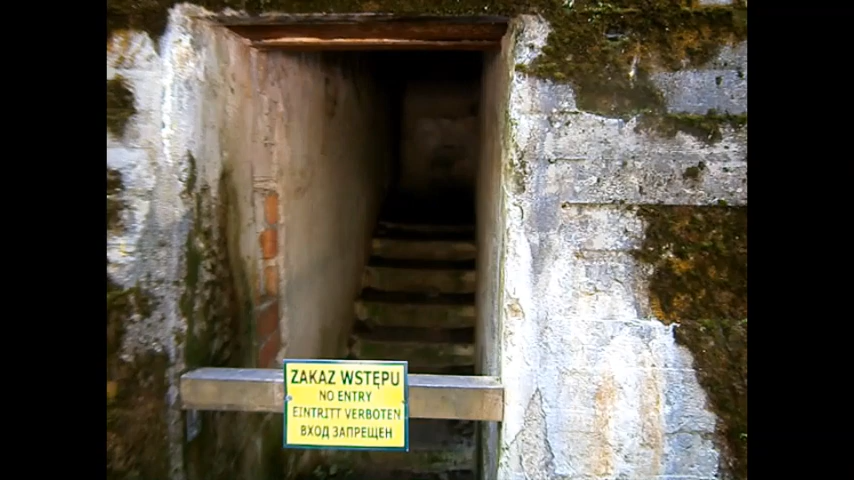 ZAKAZ WSTĘPU
NO ENTRY
EINTRITT VERBOTEN
ВХОД ЗАПРЕЩЕН